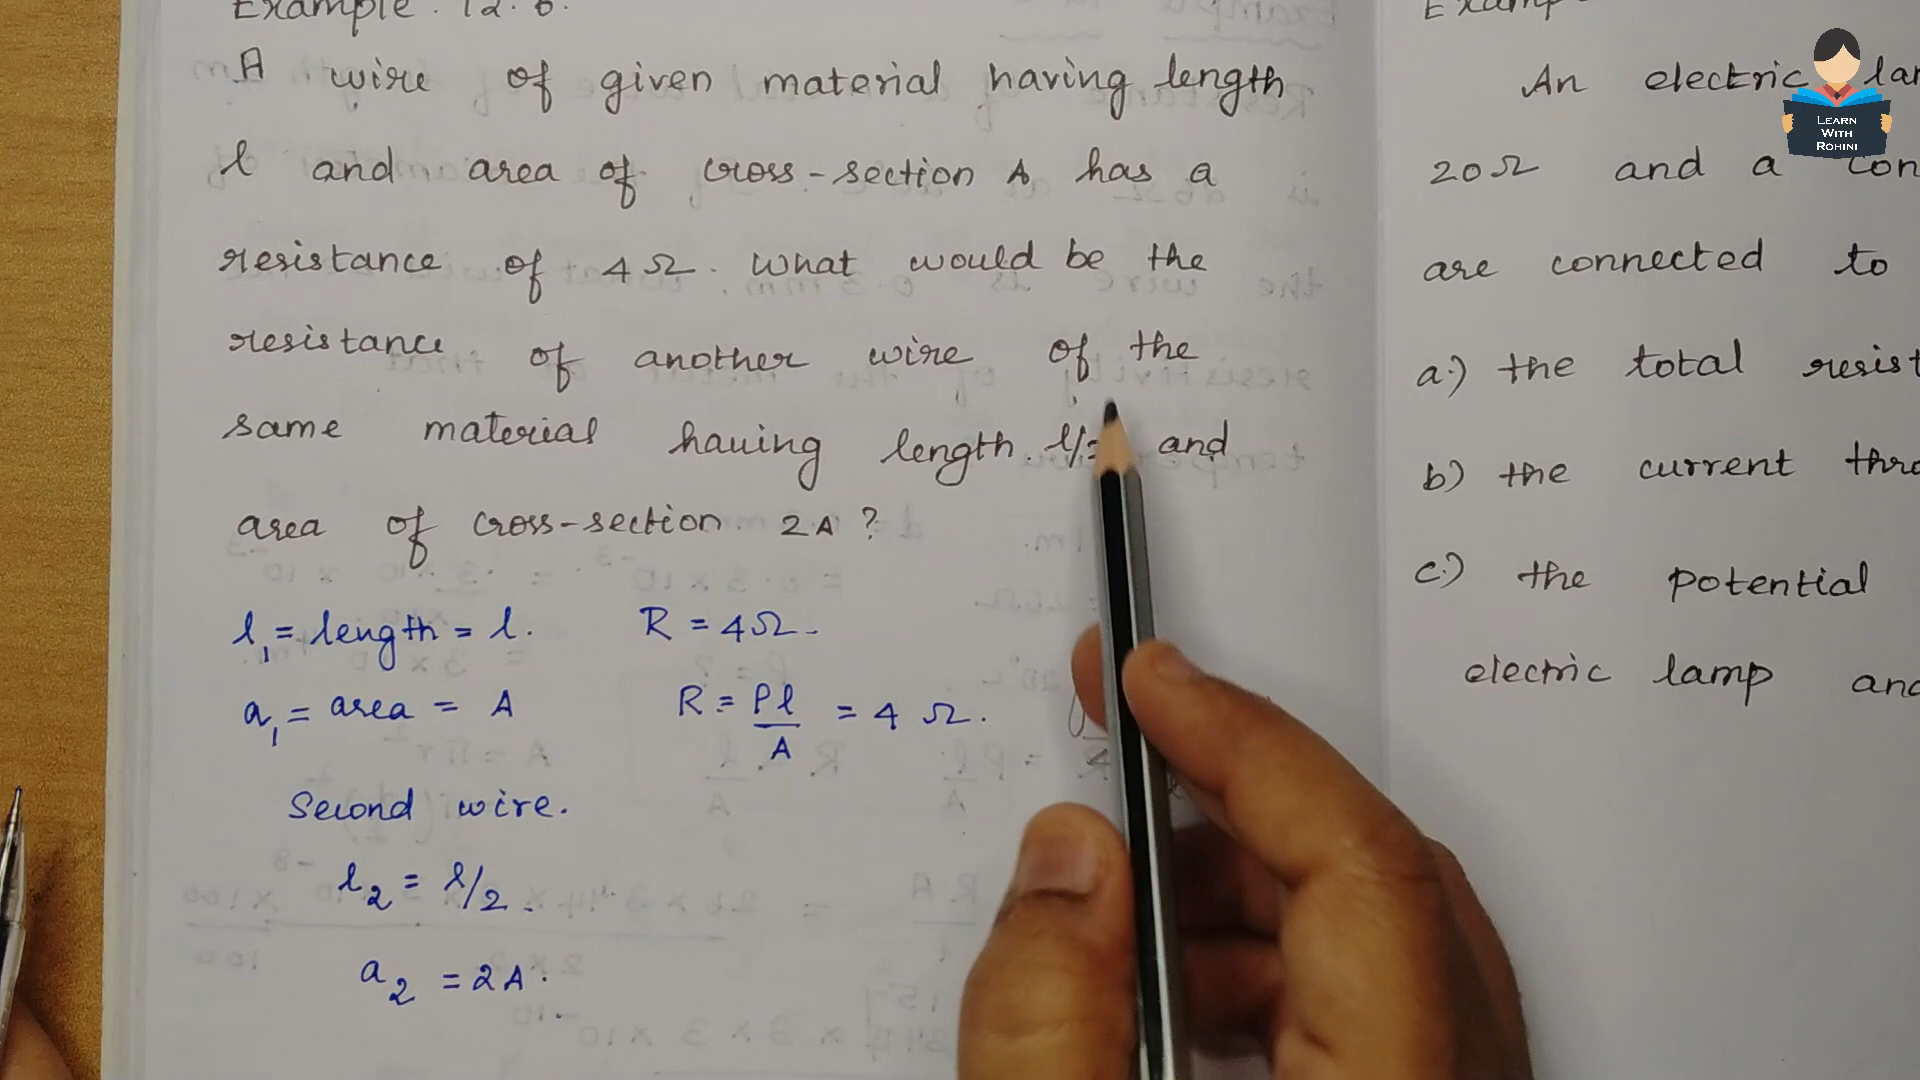 Example. 12.6.
A wire of given material having length
l and area of cross-section A has a
resistance of 4Ω. What would be the
resistance of another wire of the
same material having length l/2 and
area of cross-section 2A?
l₁ = length = l. R = 4Ω.
a₁ = area = A R = Pl/A = 4 Ω.
Second wire.
l₂ = l/2.
a₂ = 2A.
An electric
20Ω and a
are connected to
a.) the total
b) the current
c.) the potential
electric lamp
LEARN
WITH
ROHINI